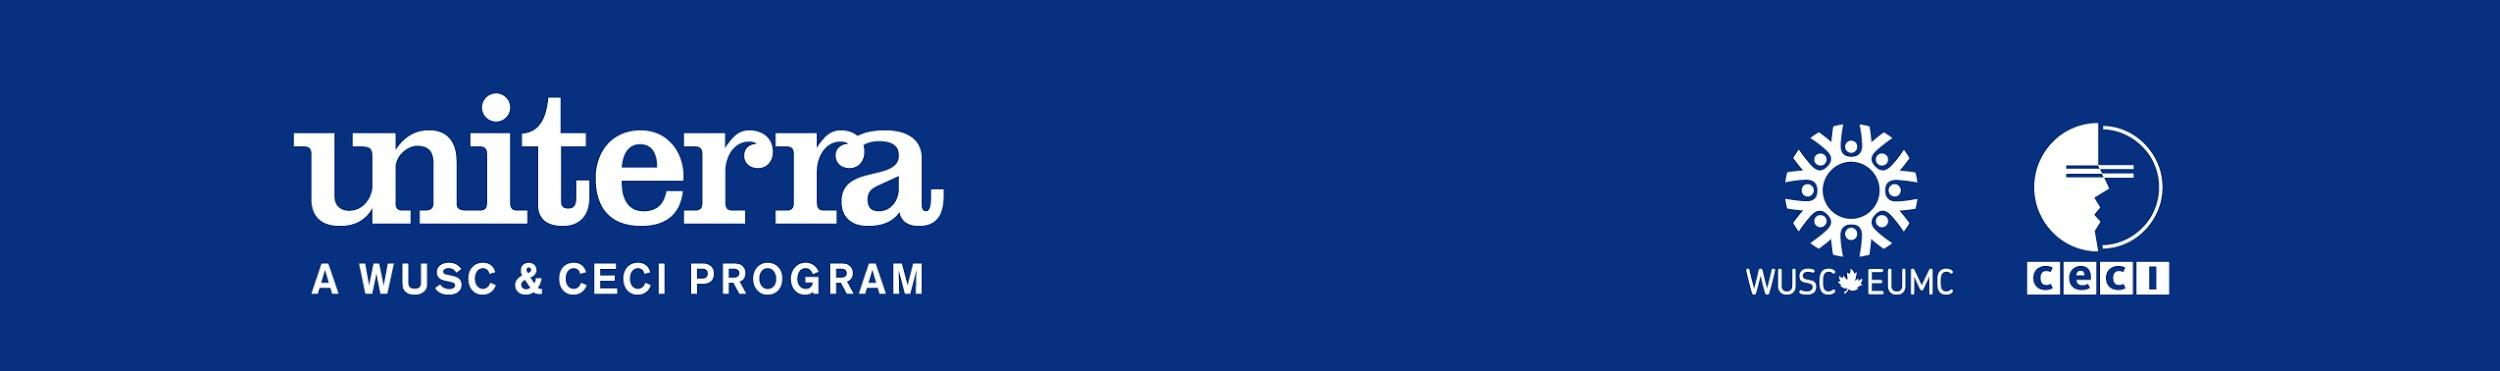 uniterra
A WUSC & CECI PROGRAM
WUSC EUMC
ceci